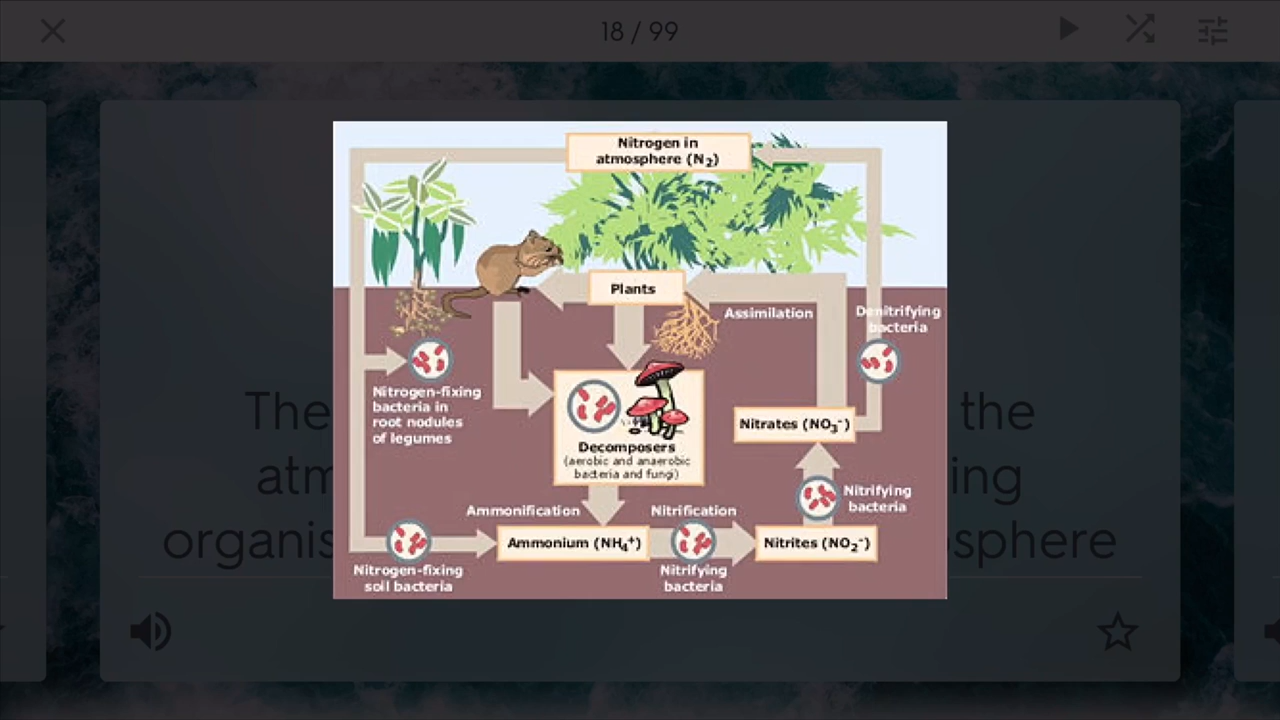 18 / 99
Nitrogen in
atmosphere (N₂)
Plants
Assimilation
Denitrifying
bacteria
Nitrogen-fixing
bacteria in
root nodules
of legumes
Nitrates (NO₃⁻)
Decomposers
(aerobic and anaerobic
bacteria and fungi)
Nitrifying
bacteria
Ammonification
Nitrification
Ammonium (NH₄⁺)
Nitrites (NO₂⁻)
Nitrogen-fixing
soil bacteria
Nitrifying
bacteria
The
the
atm
ing
organis
osphere